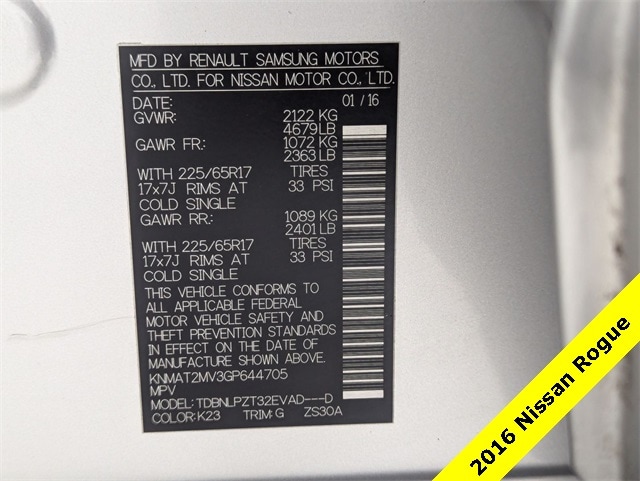 MFD BY RENAULT SAMSUNG MOTORS
CO., LTD. FOR NISSAN MOTOR CO., LTD.
DATE: 01 / 16
GVWR: 2122 KG
4679 LB
GAWR FR: 1072 KG
2363 LB
WITH 225/65R17 TIRES
17x7J RIMS AT 33 PSI
COLD SINGLE
GAWR RR: 1089 KG
2401 LB
WITH 225/65R17 TIRES
17x7J RIMS AT 33 PSI
COLD SINGLE
THIS VEHICLE CONFORMS TO
ALL APPLICABLE FEDERAL
MOTOR VEHICLE SAFETY AND
THEFT PREVENTION STANDARDS
IN EFFECT ON THE DATE OF
MANUFACTURE SHOWN ABOVE.
KNMAT2MV3GP644705
MPV
MODEL: TDBNLPZT32EVAD---D
COLOR: K23 TRIM: G ZS30A
2016 Nissan Rogue